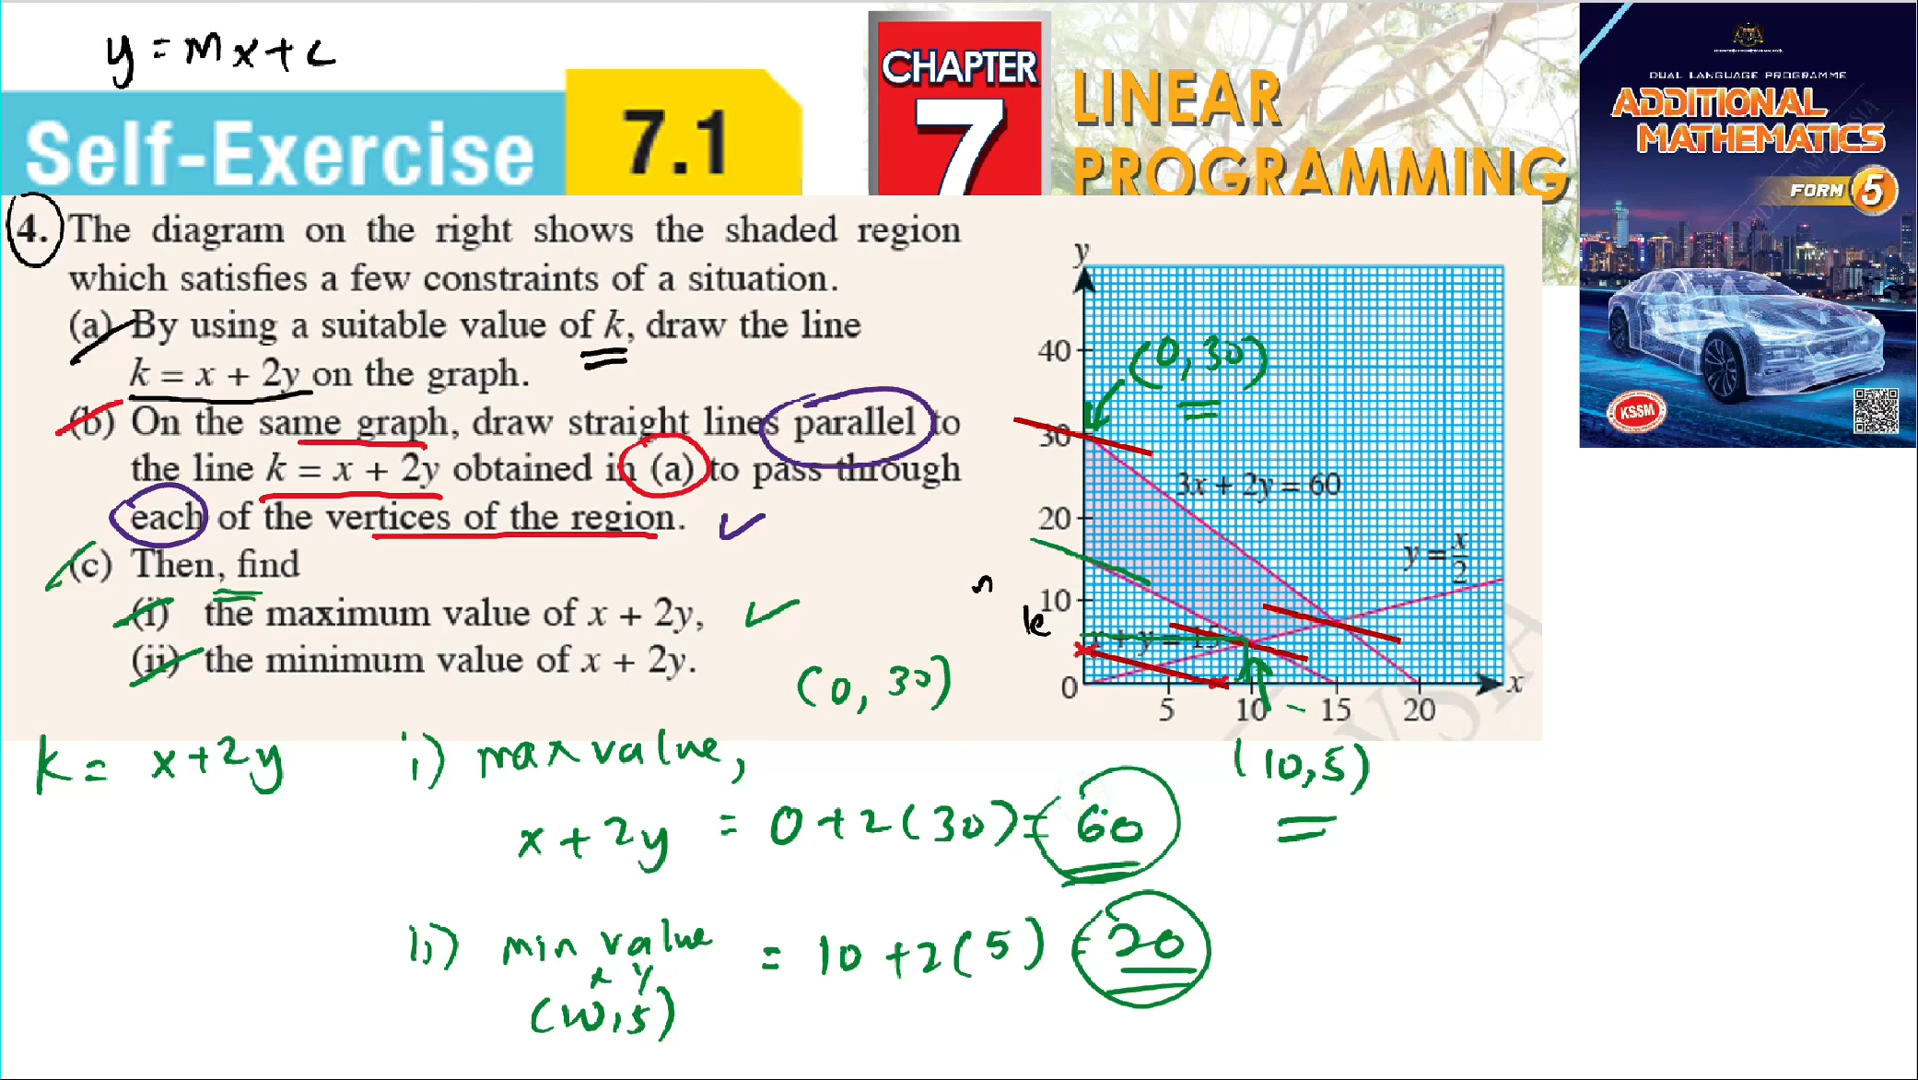 y = mx + c
Self-Exercise 7.1
CHAPTER 7
LINEAR PROGRAMMING
DUAL LANGUAGE PROGRAMME
ADDITIONAL MATHEMATICS
FORM 5
KSSM
4. The diagram on the right shows the shaded region
which satisfies a few constraints of a situation.
(a) By using a suitable value of k, draw the line
k = x + 2y on the graph.
(b) On the same graph, draw straight lines parallel to
the line k = x + 2y obtained in (a) to pass through
each of the vertices of the region.
(c) Then, find
(i) the maximum value of x + 2y,
(ii) the minimum value of x + 2y.
y
40
(0, 30)
30
3x + 2y = 60
20
y = x/2
10
k
x + y = 15
0
5 10 15 20 x
(0, 30)
(10, 5)
k = x + 2y
i) max value,
x + 2y = 0 + 2(30) = 60
ii) min value = 10 + 2(5) = 20
x y
(10, 5)